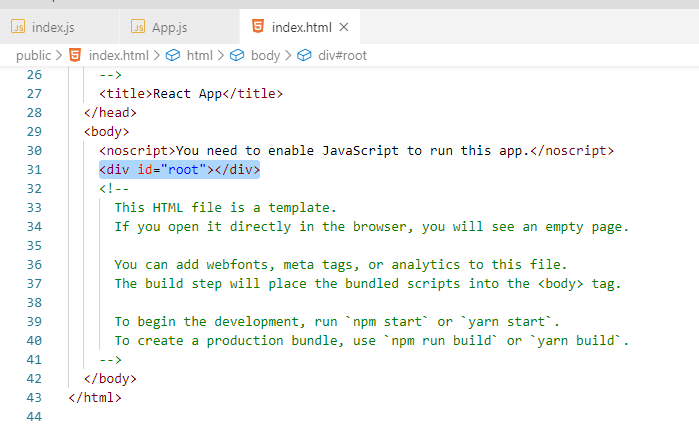 JS index.js JS App.js 5 index.html ×
public > 5 index.html > html > body > div#root
26 -->
27 <title>React App</title>
28 </head>
29 <body>
30 <noscript>You need to enable JavaScript to run this app.</noscript>
31 <div id="root"></div>
32 <!--
33 This HTML file is a template.
34 If you open it directly in the browser, you will see an empty page.
35
36 You can add webfonts, meta tags, or analytics to this file.
37 The build step will place the bundled scripts into the <body> tag.
38
39 To begin the development, run `npm start` or `yarn start`.
40 To create a production bundle, use `npm run build` or `yarn build`.
41 -->
42 </body>
43 </html>
44